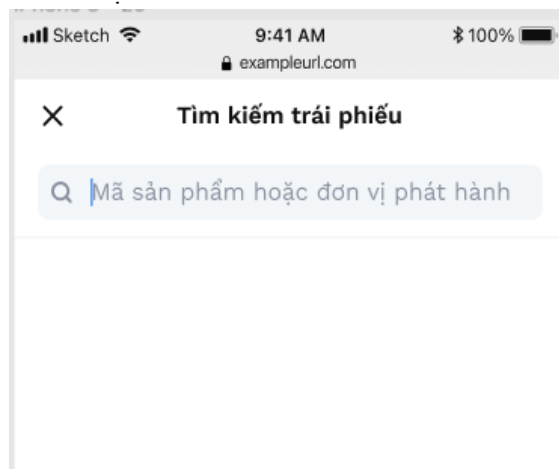 Sketch 9:41 AM 100%
exampleurl.com
Tìm kiếm trái phiếu
Mã sản phẩm hoặc đơn vị phát hành